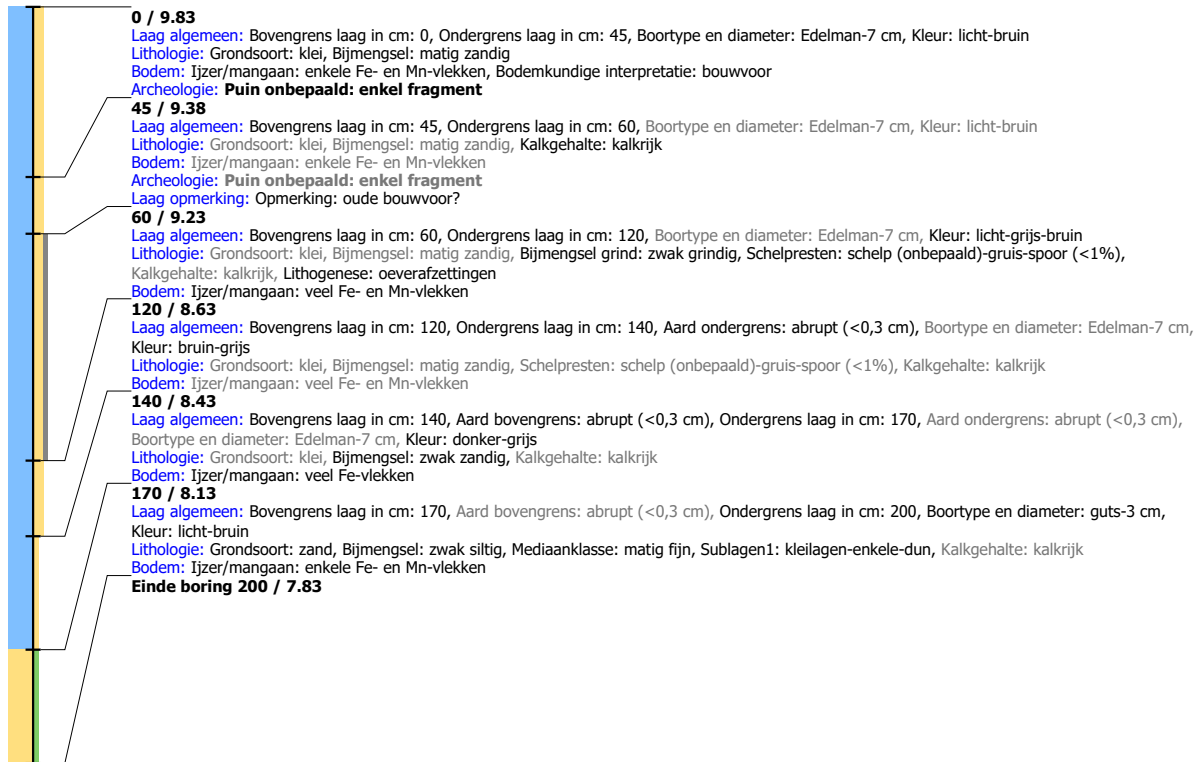 0 / 9.83
Laag algemeen: Bovengrens laag in cm: 0, Ondergrens laag in cm: 45, Boortype en diameter: Edelman-7 cm, Kleur: licht-bruin
Lithologie: Grondsoort: klei, Bijmengsel: matig zandig
Bodem: Ijzer/mangaan: enkele Fe- en Mn-vlekken, Bodemkundige interpretatie: bouwvoor
Archeologie: Puin onbepaald: enkel fragment
45 / 9.38
Laag algemeen: Bovengrens laag in cm: 45, Ondergrens laag in cm: 60, Boortype en diameter: Edelman-7 cm, Kleur: licht-bruin
Lithologie: Grondsoort: klei, Bijmengsel: matig zandig, Kalkgehalte: kalkrijk
Bodem: Ijzer/mangaan: enkele Fe- en Mn-vlekken
Archeologie: Puin onbepaald: enkel fragment
Laag opmerking: Opmerking: oude bouwvoor?
60 / 9.23
Laag algemeen: Bovengrens laag in cm: 60, Ondergrens laag in cm: 120, Boortype en diameter: Edelman-7 cm, Kleur: licht-grijs-bruin
Lithologie: Grondsoort: klei, Bijmengsel: matig zandig, Bijmengsel grind: zwak grindig, Schelpresten: schelp (onbepaald)-gruis-spoor (<1%),
Kalkgehalte: kalkrijk, Lithogenese: oeverafzettingen
Bodem: Ijzer/mangaan: veel Fe- en Mn-vlekken
120 / 8.63
Laag algemeen: Bovengrens laag in cm: 120, Ondergrens laag in cm: 140, Aard ondergrens: abrupt (<0,3 cm), Boortype en diameter: Edelman-7 cm,
Kleur: bruin-grijs
Lithologie: Grondsoort: klei, Bijmengsel: matig zandig, Schelpresten: schelp (onbepaald)-gruis-spoor (<1%), Kalkgehalte: kalkrijk
Bodem: Ijzer/mangaan: veel Fe- en Mn-vlekken
140 / 8.43
Laag algemeen: Bovengrens laag in cm: 140, Aard bovengrens: abrupt (<0,3 cm), Ondergrens laag in cm: 170, Aard ondergrens: abrupt (<0,3 cm),
Boortype en diameter: Edelman-7 cm, Kleur: donker-grijs
Lithologie: Grondsoort: klei, Bijmengsel: zwak zandig, Kalkgehalte: kalkrijk
Bodem: Ijzer/mangaan: veel Fe-vlekken
170 / 8.13
Laag algemeen: Bovengrens laag in cm: 170, Aard bovengrens: abrupt (<0,3 cm), Ondergrens laag in cm: 200, Boortype en diameter: guts-3 cm,
Kleur: licht-bruin
Lithologie: Grondsoort: zand, Bijmengsel: zwak siltig, Mediaanklasse: matig fijn, Sublagen1: kleilagen-enkele-dun, Kalkgehalte: kalkrijk
Bodem: Ijzer/mangaan: enkele Fe- en Mn-vlekken
Einde boring 200 / 7.83